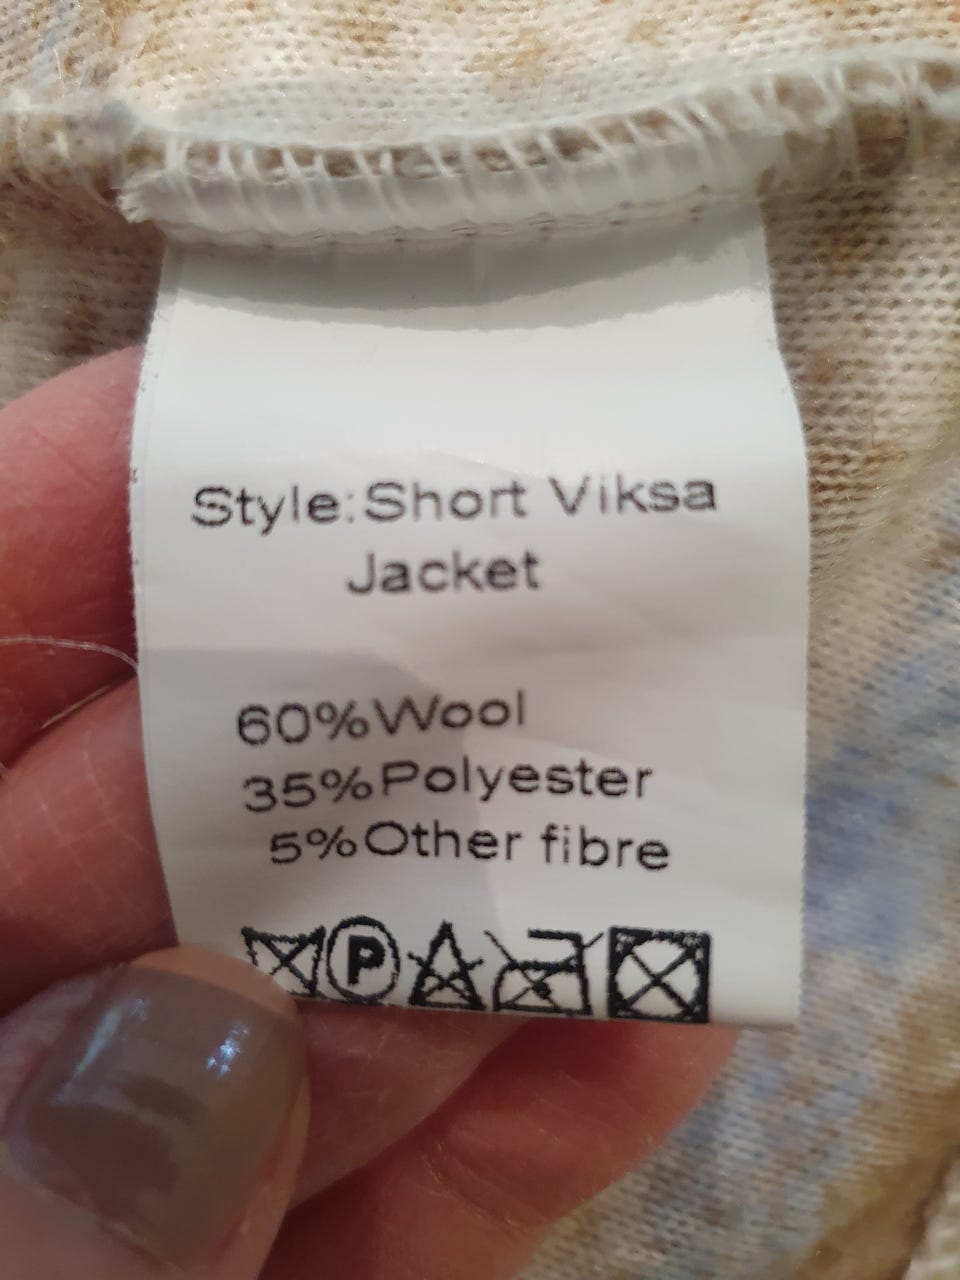 Style: Short Viksa
Jacket
60% Wool
35% Polyester
5% Other fibre
P